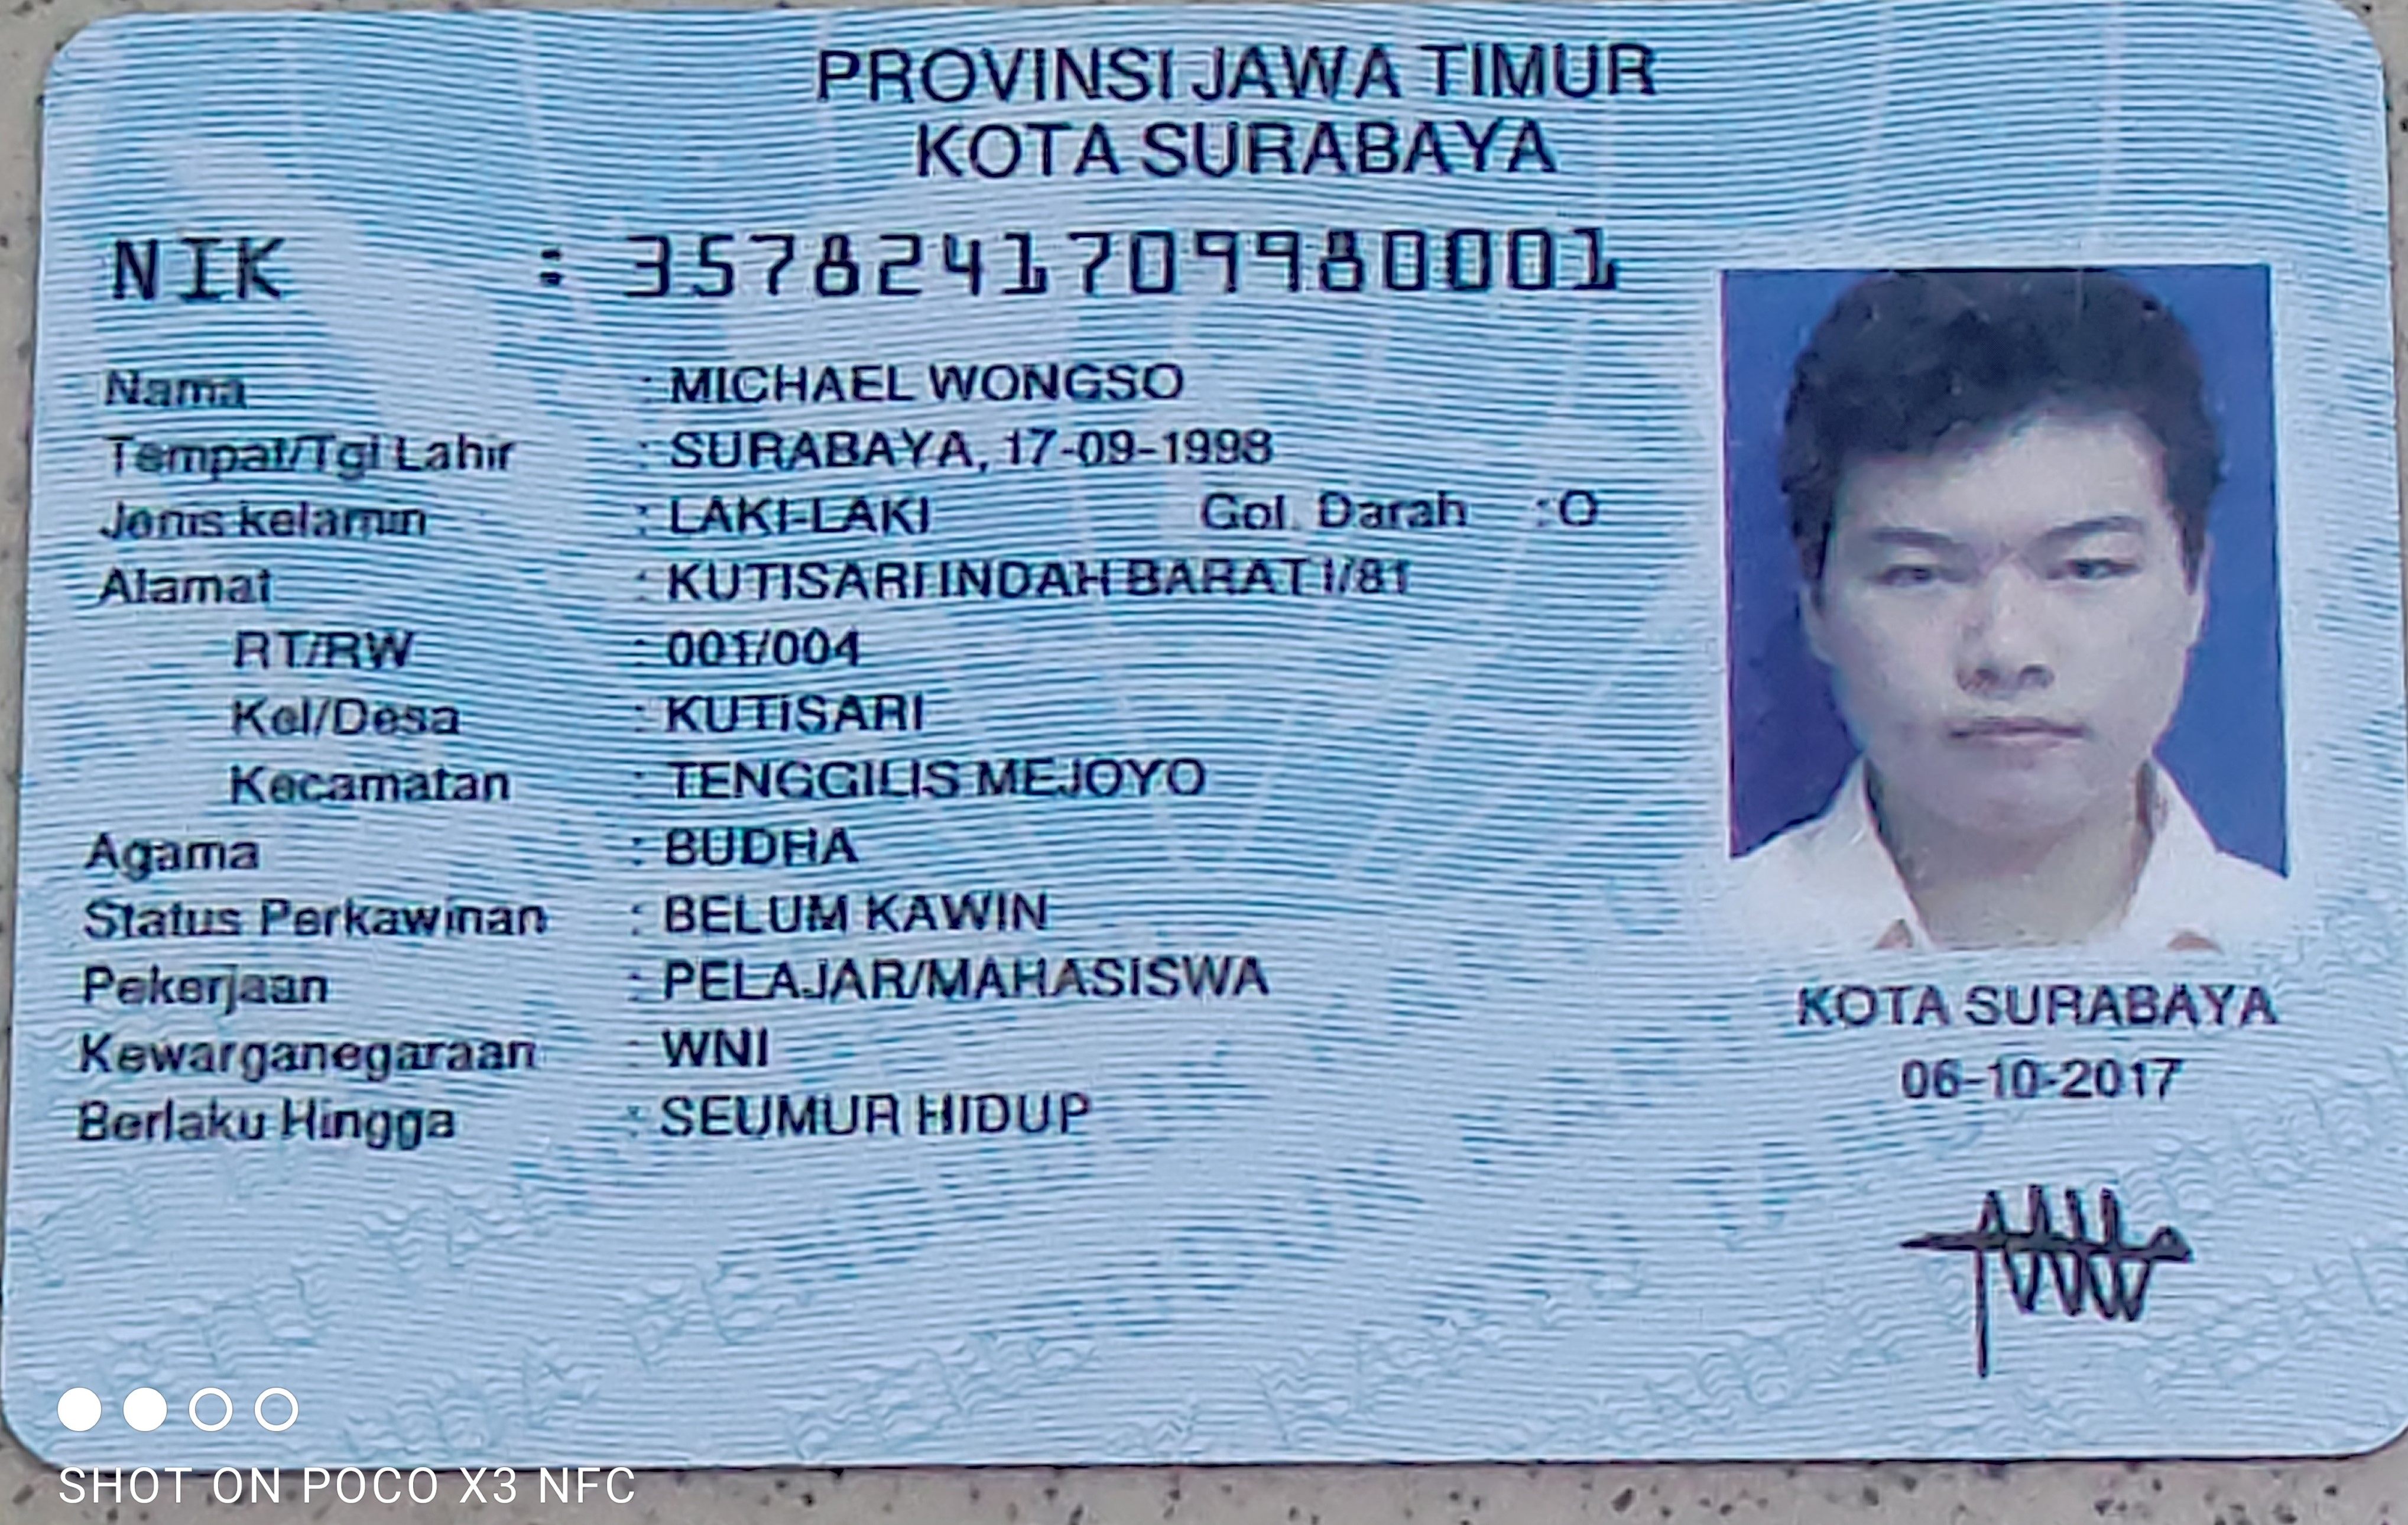 PROVINSI JAWA TIMUR
KOTA SURABAYA
NIK : 3578241709980001
Nama : MICHAEL WONGSO
Tempat/Tgl Lahir : SURABAYA, 17-09-1998
Jenis kelamin : LAKI-LAKI Gol. Darah : O
Alamat : KUTISARI INDAH BARAT I/81
RT/RW : 001/004
Kel/Desa : KUTISARI
Kecamatan : TENGGILIS MEJOYO
Agama : BUDHA
Status Perkawinan : BELUM KAWIN
Pekerjaan : PELAJAR/MAHASISWA
Kewarganegaraan : WNI
Berlaku Hingga : SEUMUR HIDUP
KOTA SURABAYA
06-10-2017
SHOT ON POCO X3 NFC